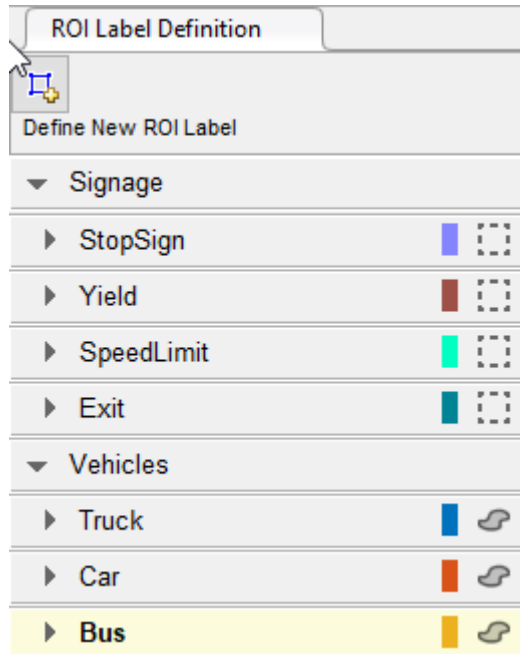 ROI Label Definition
Define New ROI Label
Signage
StopSign
Yield
SpeedLimit
Exit
Vehicles
Truck
Car
Bus